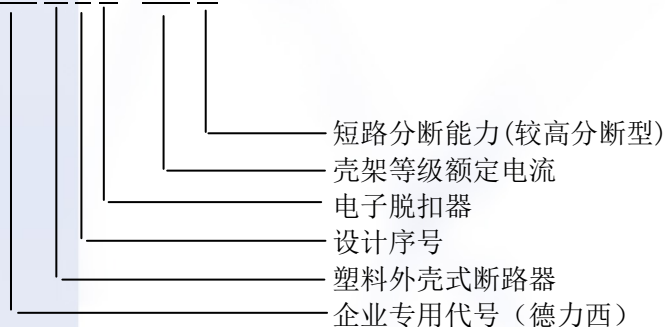 短路分断能力(较高分断型)
壳架等级额定电流
电子脱扣器
设计序号
塑料外壳式断路器
企业专用代号（德力西）